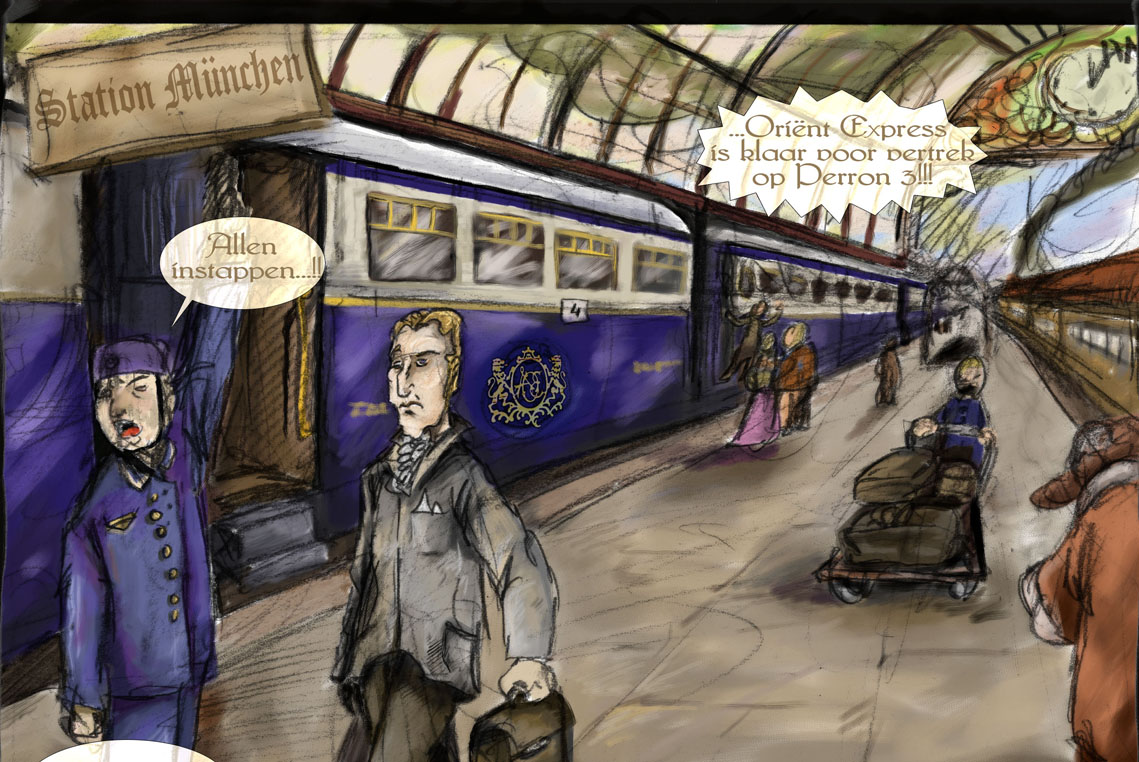 Station München
...Oriënt Express
is klaar voor vertrek
op Perron 3!!!
Allen
instappen...!!
4